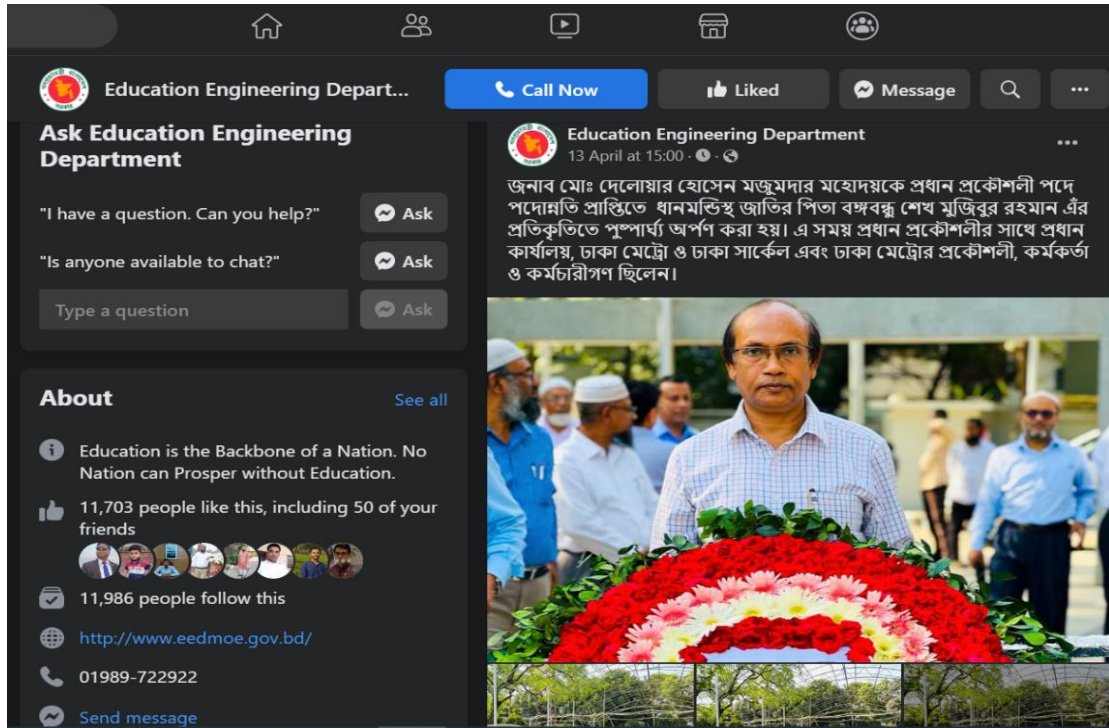 Education Engineering Depart...
Call Now
Liked
Message
Ask Education Engineering
Department
"I have a question. Can you help?"
Ask
"Is anyone available to chat?"
Ask
Type a question
Ask
About
See all
Education is the Backbone of a Nation. No
Nation can Prosper without Education.
11,703 people like this, including 50 of your
friends
11,986 people follow this
http://www.eedmoe.gov.bd/
01989-722922
Send message
Education Engineering Department
13 April at 15:00
জনাব মোঃ দেলোয়ার হোসেন মজুমদার মহোদয়কে প্রধান প্রকৌশলী পদে
পদোন্নতি প্রাপ্তিতে ধানমন্ডিস্থ জাতির পিতা বঙ্গবন্ধু শেখ মুজিবুর রহমান এঁর
প্রতিকৃতিতে পুষ্পার্ঘ্য অর্পণ করা হয়। এ সময় প্রধান প্রকৌশলীর সাথে প্রধান
কার্যালয়, ঢাকা মেট্রো ও ঢাকা সার্কেল এবং ঢাকা মেট্রোর প্রকৌশলী, কর্মকর্তা
ও কর্মচারীগণ ছিলেন।